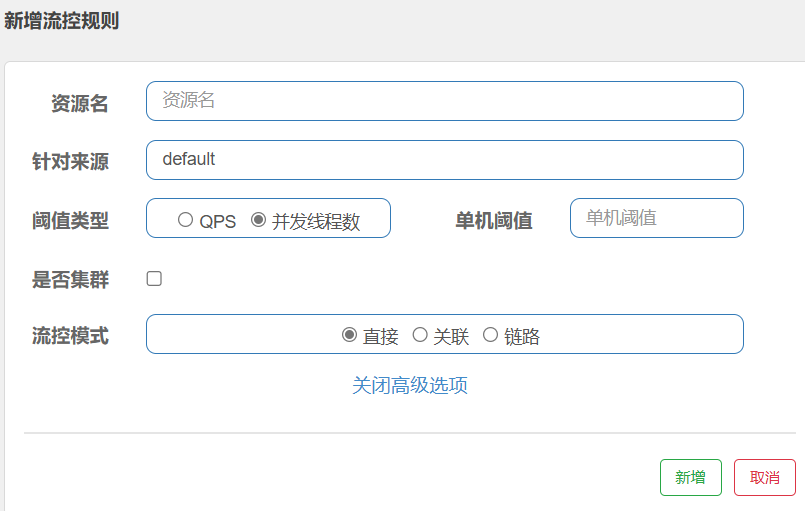 新增流控规则
资源名 资源名
针对来源 default
阈值类型 QPS 并发线程数 单机阈值 单机阈值
是否集群
流控模式 直接 关联 链路
关闭高级选项
新增 取消